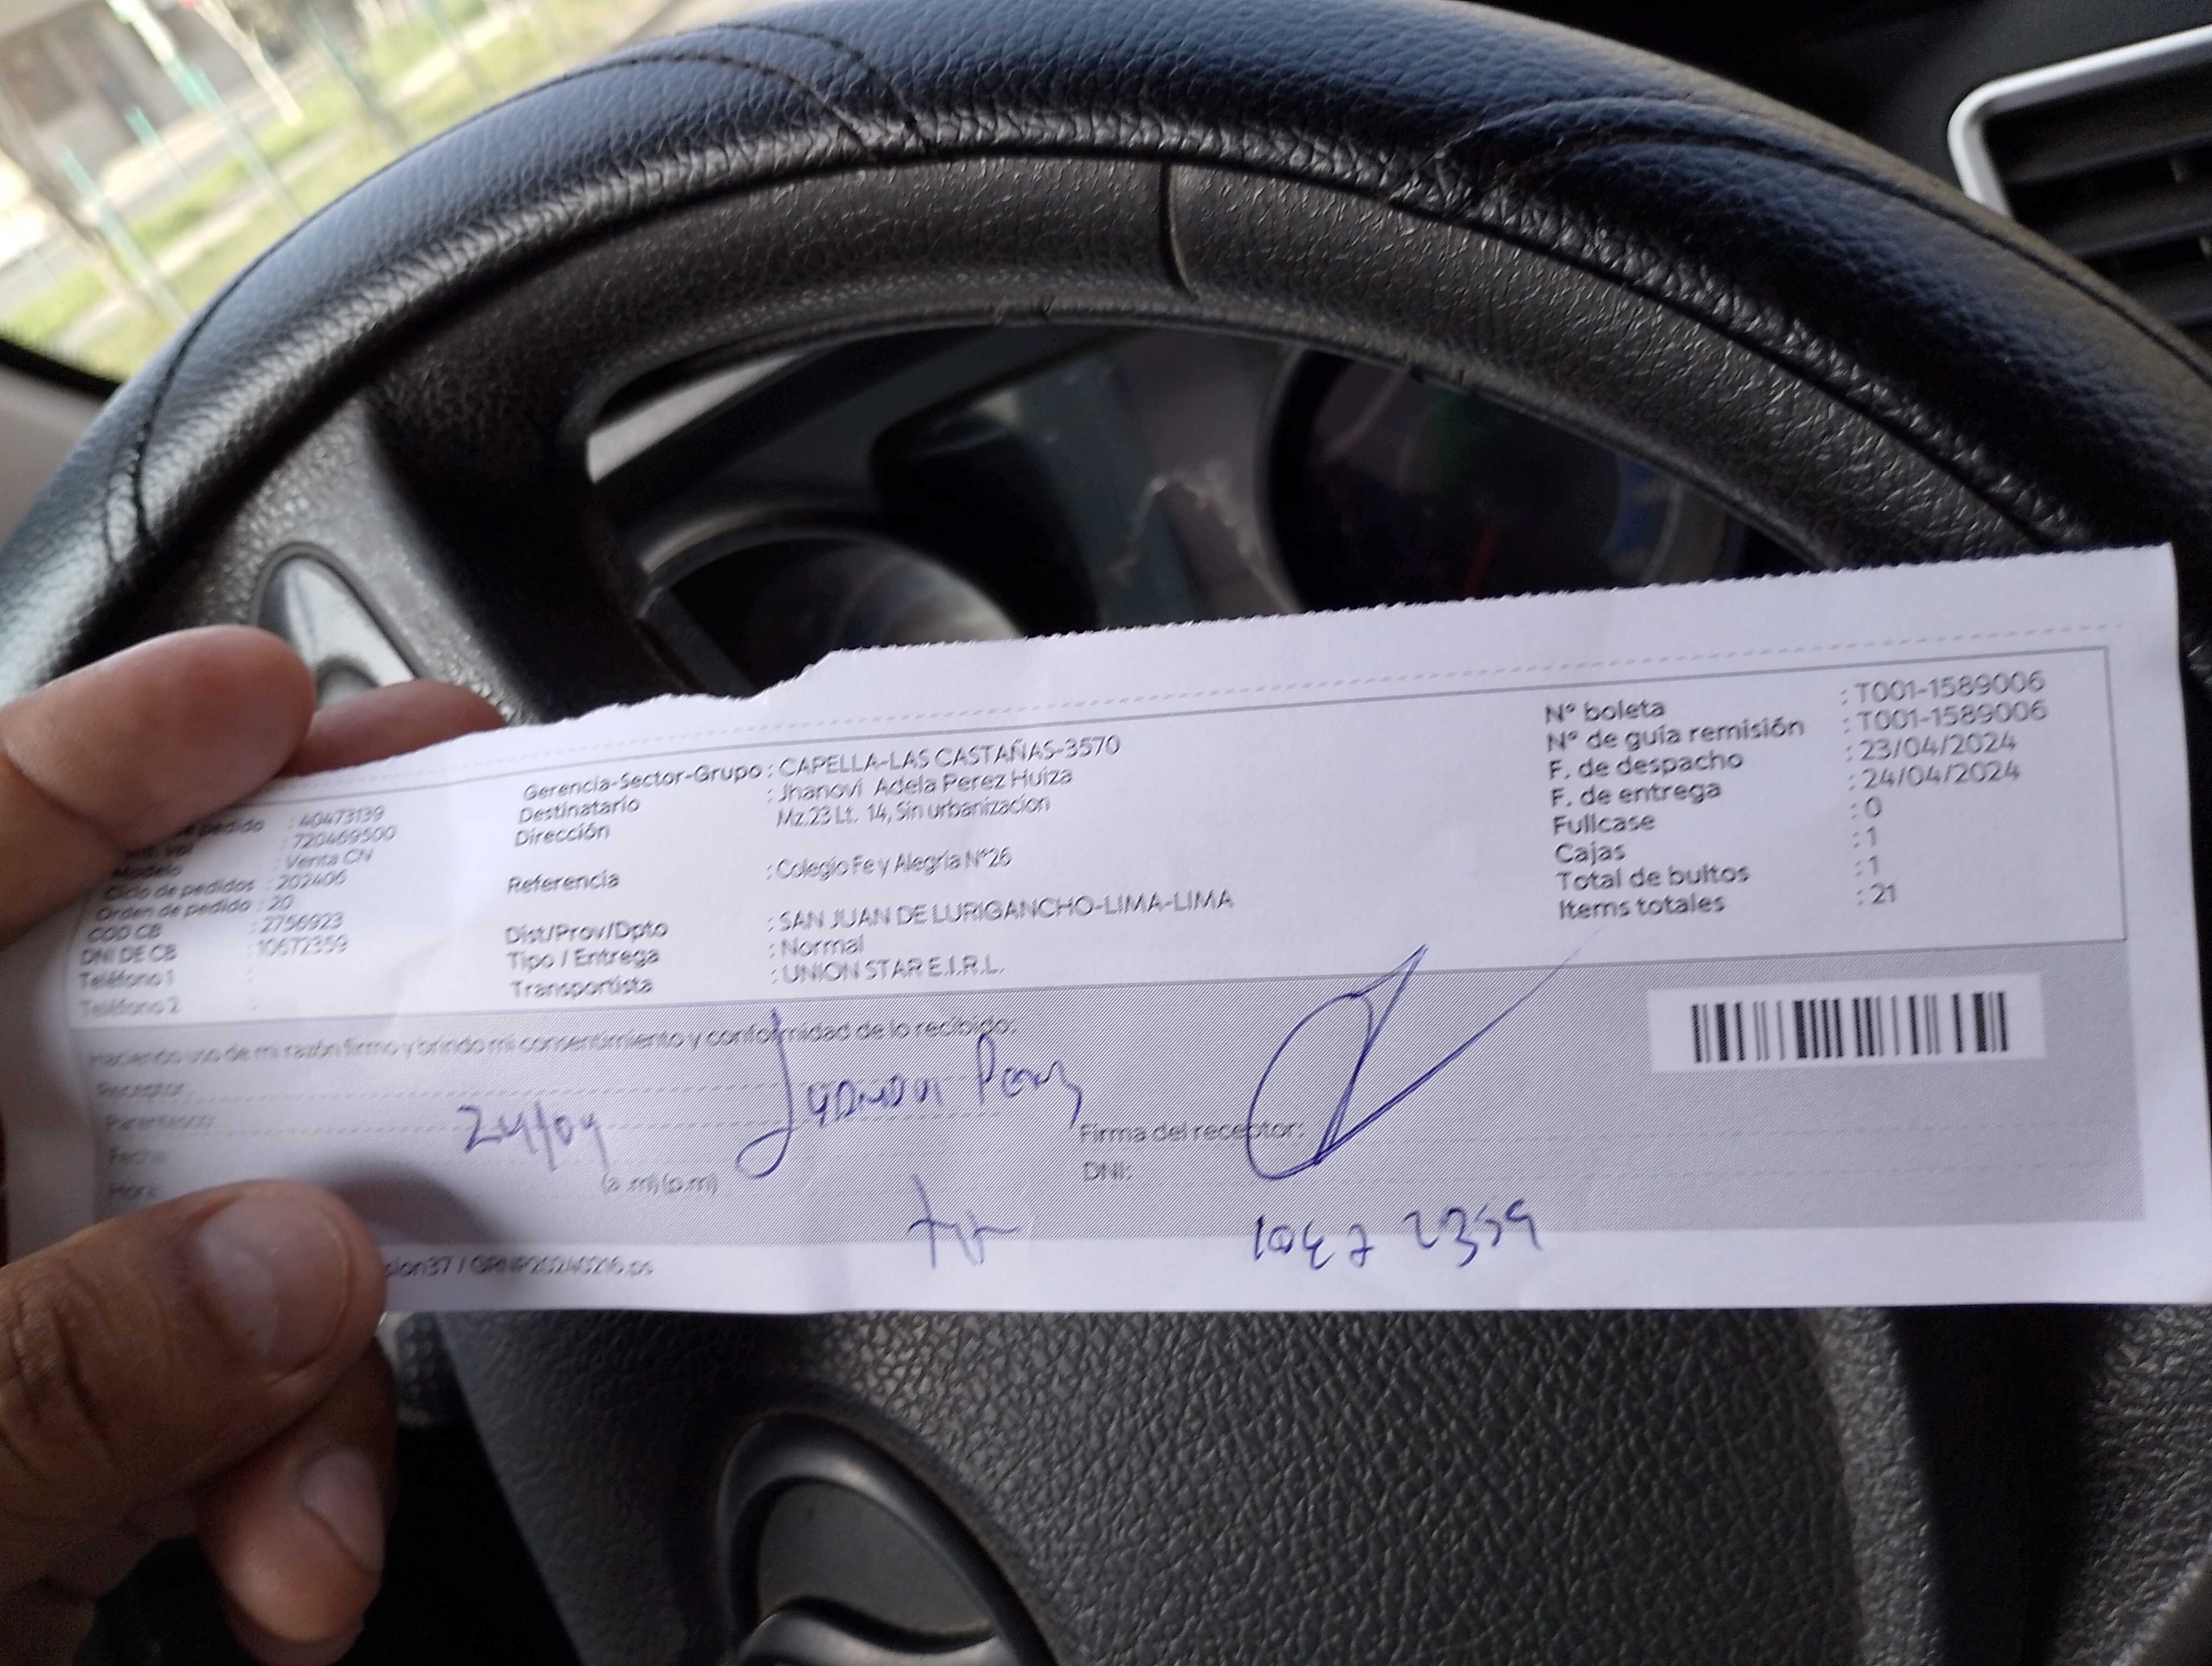 Gerencia-Sector-Grupo : CAPELLA-LAS CASTAÑAS-3570
Destinatario : Jhanovi Adela Perez Huiza
Dirección : Mz.23 Lt. 14, Sin urbanizacion
Referencia : Colegio Fe y Alegría N°26
Dist/Prov/Dpto : SAN JUAN DE LURIGANCHO-LIMA-LIMA
Tipo / Entrega : Normal
Transportista : UNION STAR E.I.R.L.
pedido : 40473139
: 720469500
Modelo : Venta CN
Ciclo de pedidos : 202406
Orden de pedido : 20
COD CB : 2756923
DNI DE CB : 10672359
Teléfono 1 :
Teléfono 2 :
N° boleta : T001-1589006
N° de guia remisión : T001-1589006
F. de despacho : 23/04/2024
F. de entrega : 24/04/2024
Fullcase : 0
Cajas : 1
Total de bultos : 1
Items totales : 21
Haciendo uso de mi razón firmo y brindo mi consentimiento y conformidad de lo recibido:
Receptor:
Parentesco:
Fecha: 24/04
Hora: (a.m)(p.m)
Firma del receptor:
DNI: 10672359
sion37 / GRNP20240216.ps